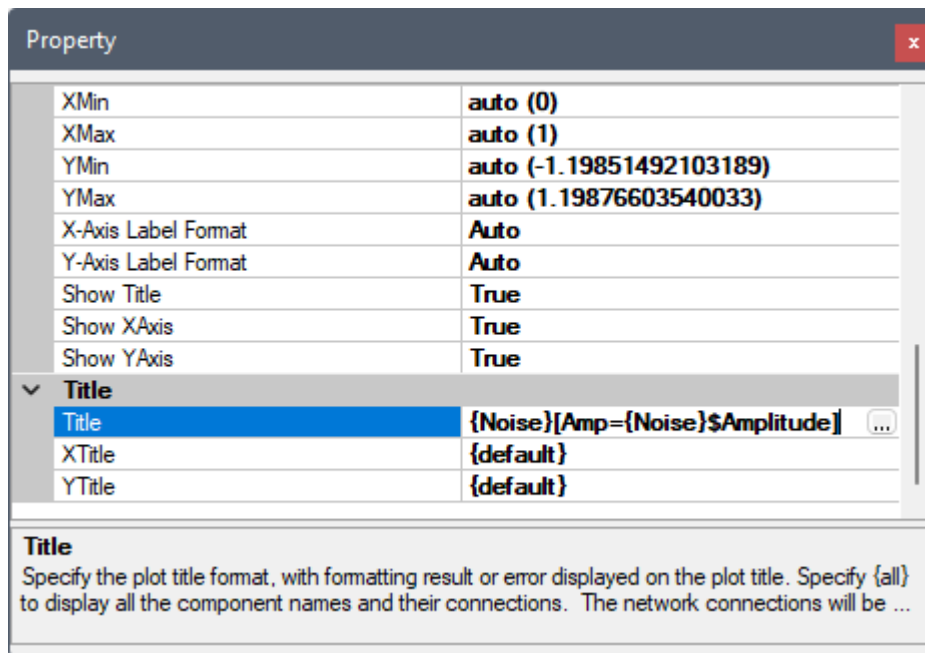 Property
x
XMin auto (0)
XMax auto (1)
YMin auto (-1.19851492103189)
YMax auto (1.19876603540033)
X-Axis Label Format Auto
Y-Axis Label Format Auto
Show Title True
Show XAxis True
Show YAxis True
Title
Title {Noise}[Amp={Noise}$Amplitude] ...
XTitle {default}
YTitle {default}
Title
Specify the plot title format, with formatting result or error displayed on the plot title. Specify {all}
to display all the component names and their connections. The network connections will be ...